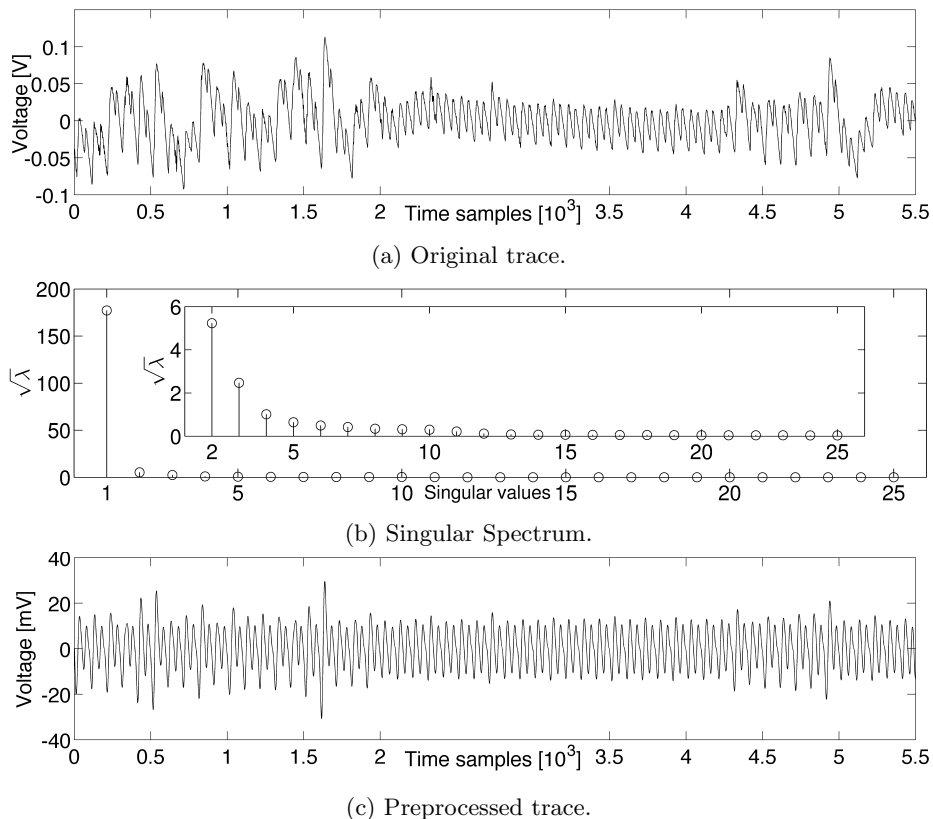 0.1
0.05
0
-0.05
-0.1
Voltage [V]
0 0.5 1 1.5 2 Time samples [10^3] 3.5 4 4.5 5 5.5
(a) Original trace.
200
150
100
50
0
√λ
6
4
2
0
√λ
2 5 10 15 20 25
1 5 10 Singular values 15 20 25
(b) Singular Spectrum.
40
20
0
-20
-40
Voltage [mV]
0 0.5 1 1.5 2 Time samples [10^3] 3.5 4 4.5 5 5.5
(c) Preprocessed trace.